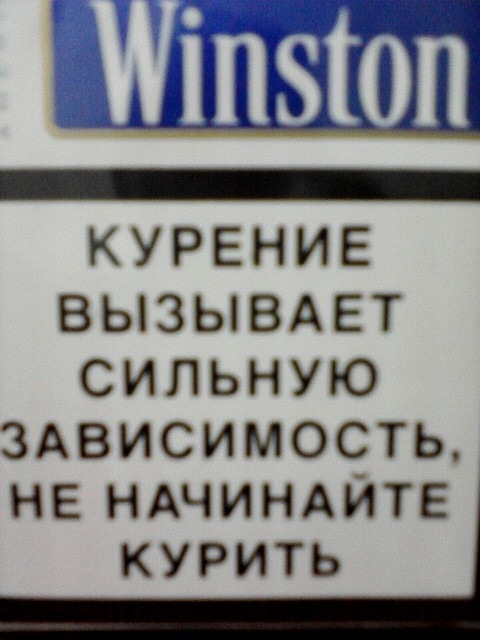 Winston
КУРЕНИЕ
ВЫЗЫВАЕТ
СИЛЬНУЮ
ЗАВИСИМОСТЬ,
НЕ НАЧИНАЙТЕ
КУРИТЬ